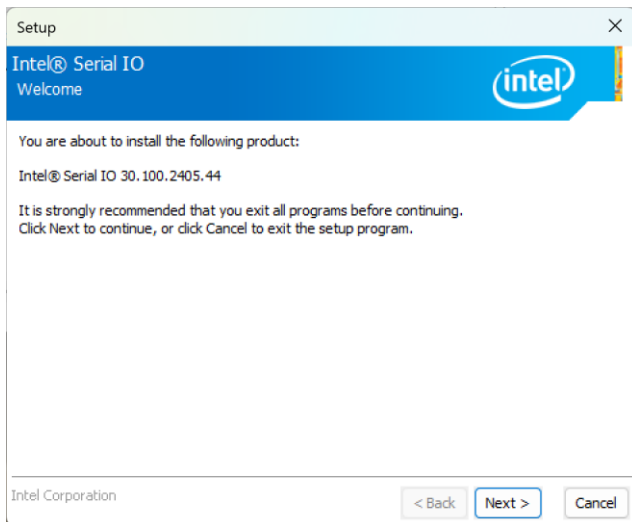 Setup
Intel® Serial IO
Welcome
intel
You are about to install the following product:
Intel® Serial IO 30.100.2405.44
It is strongly recommended that you exit all programs before continuing.
Click Next to continue, or click Cancel to exit the setup program.
Intel Corporation
< Back Next > Cancel